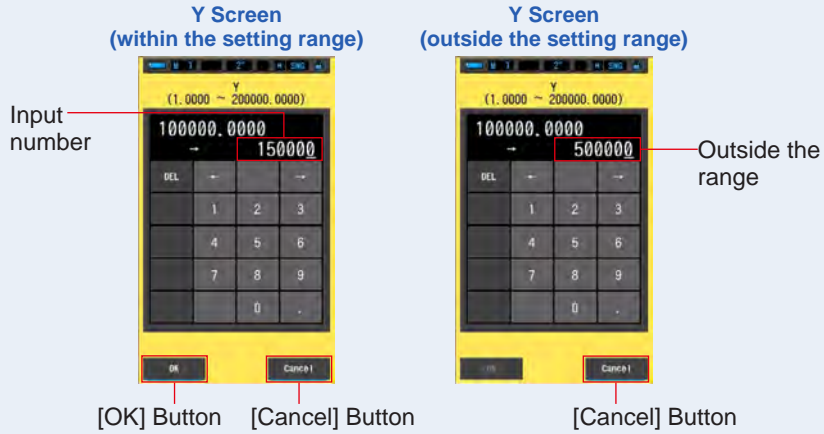 Y Screen
(within the setting range)
Y
(1.0000 ~ 200000.0000)
Input
number
100000.0000
→ 150000
DEL ← →
1 2 3
4 5 6
7 8 9
0 .
OK Cancel
[OK] Button [Cancel] Button
Y Screen
(outside the setting range)
Y
(1.0000 ~ 200000.0000)
100000.0000
→ 500000
Outside the
range
DEL ← →
1 2 3
4 5 6
7 8 9
0 .
Cancel
[Cancel] Button